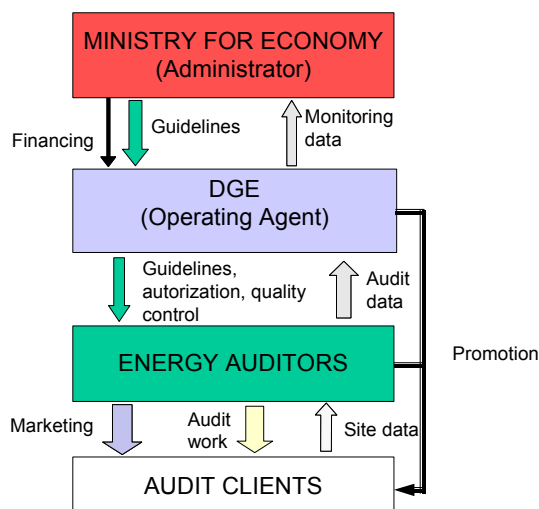 MINISTRY FOR ECONOMY
(Administrator)
Financing
Guidelines
Monitoring
data
DGE
(Operating Agent)
Guidelines,
autorization, quality
control
Audit
data
ENERGY AUDITORS
Promotion
Marketing
Audit
work
Site data
AUDIT CLIENTS